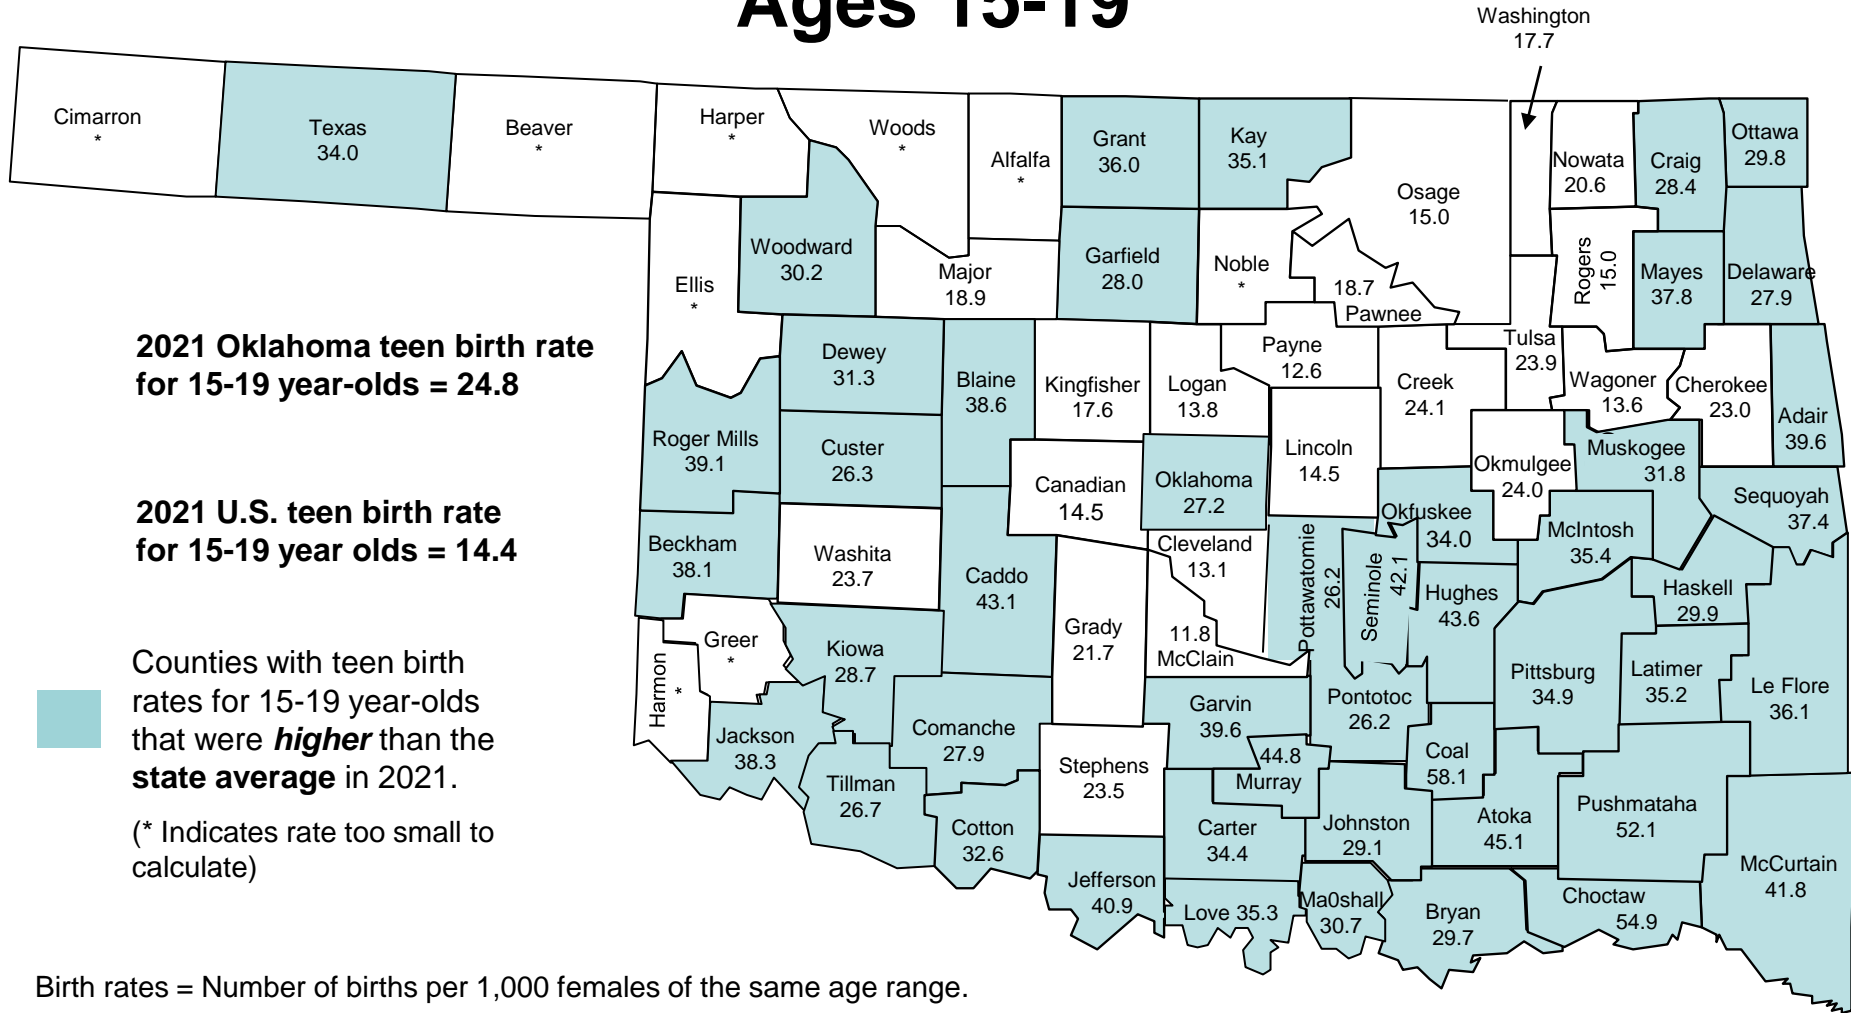 Ages 15-19
Washington
17.7
Cimarron
*
Texas
34.0
Beaver
*
Harper
*
Woods
*
Alfalfa
*
Grant
36.0
Kay
35.1
Osage
15.0
Nowata
20.6
Craig
28.4
Ottawa
29.8
Ellis
*
Woodward
30.2
Major
18.9
Garfield
28.0
Noble
*
18.7
Pawnee
Rogers
15.0
Mayes
37.8
Delaware
27.9
2021 Oklahoma teen birth rate
for 15-19 year-olds = 24.8
Dewey
31.3
Blaine
38.6
Kingfisher
17.6
Logan
13.8
Payne
12.6
Creek
24.1
Tulsa
23.9
Wagoner
13.6
Cherokee
23.0
Adair
39.6
Roger Mills
39.1
Custer
26.3
Canadian
14.5
Oklahoma
27.2
Lincoln
14.5
Okmulgee
24.0
Muskogee
31.8
Sequoyah
37.4
2021 U.S. teen birth rate
for 15-19 year olds = 14.4
Beckham
38.1
Washita
23.7
Caddo
43.1
Grady
21.7
Cleveland
13.1
11.8
McClain
Pottawatomie
26.2
Seminole
42.1
Okfuskee
34.0
Hughes
43.6
McIntosh
35.4
Haskell
29.9
Harmon
*
Greer
*
Kiowa
28.7
Pittsburg
34.9
Latimer
35.2
Le Flore
36.1
Counties with teen birth
rates for 15-19 year-olds
that were higher than the
state average in 2021.
(* Indicates rate too small to
calculate)
Jackson
38.3
Tillman
26.7
Comanche
27.9
Cotton
32.6
Stephens
23.5
Garvin
39.6
44.8
Murray
Pontotoc
26.2
Coal
58.1
Carter
34.4
Johnston
29.1
Atoka
45.1
Pushmataha
52.1
McCurtain
41.8
Jefferson
40.9
Love 35.3
Ma0shall
30.7
Bryan
29.7
Choctaw
54.9
Birth rates = Number of births per 1,000 females of the same age range.